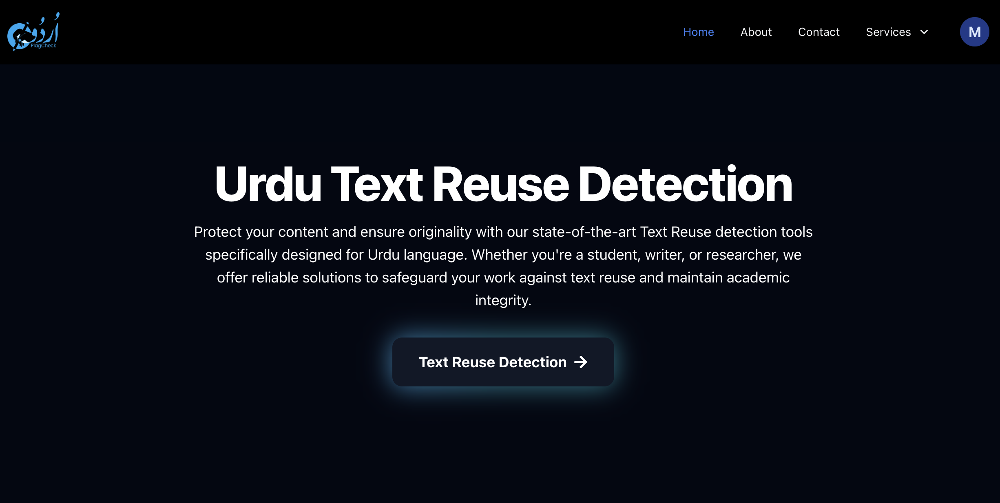 اُردُو
PlagCheck
Home
About
Contact
Services
M
Urdu Text Reuse Detection
Protect your content and ensure originality with our state-of-the-art Text Reuse detection tools
specifically designed for Urdu language. Whether you're a student, writer, or researcher, we
offer reliable solutions to safeguard your work against text reuse and maintain academic
integrity.
Text Reuse Detection